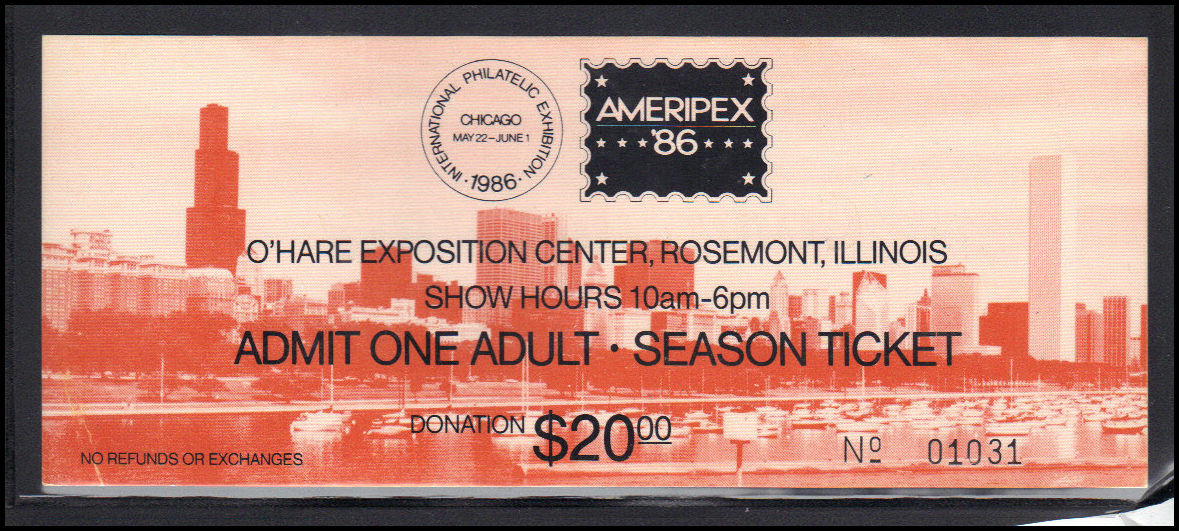 INTERNATIONAL PHILATELIC EXHIBITION
CHICAGO
MAY 22-JUNE 1
· 1986 ·
AMERIPEX
'86
O'HARE EXPOSITION CENTER, ROSEMONT, ILLINOIS
SHOW HOURS 10am-6pm
ADMIT ONE ADULT · SEASON TICKET
DONATION $20 00
NO REFUNDS OR EXCHANGES
Nº 01031